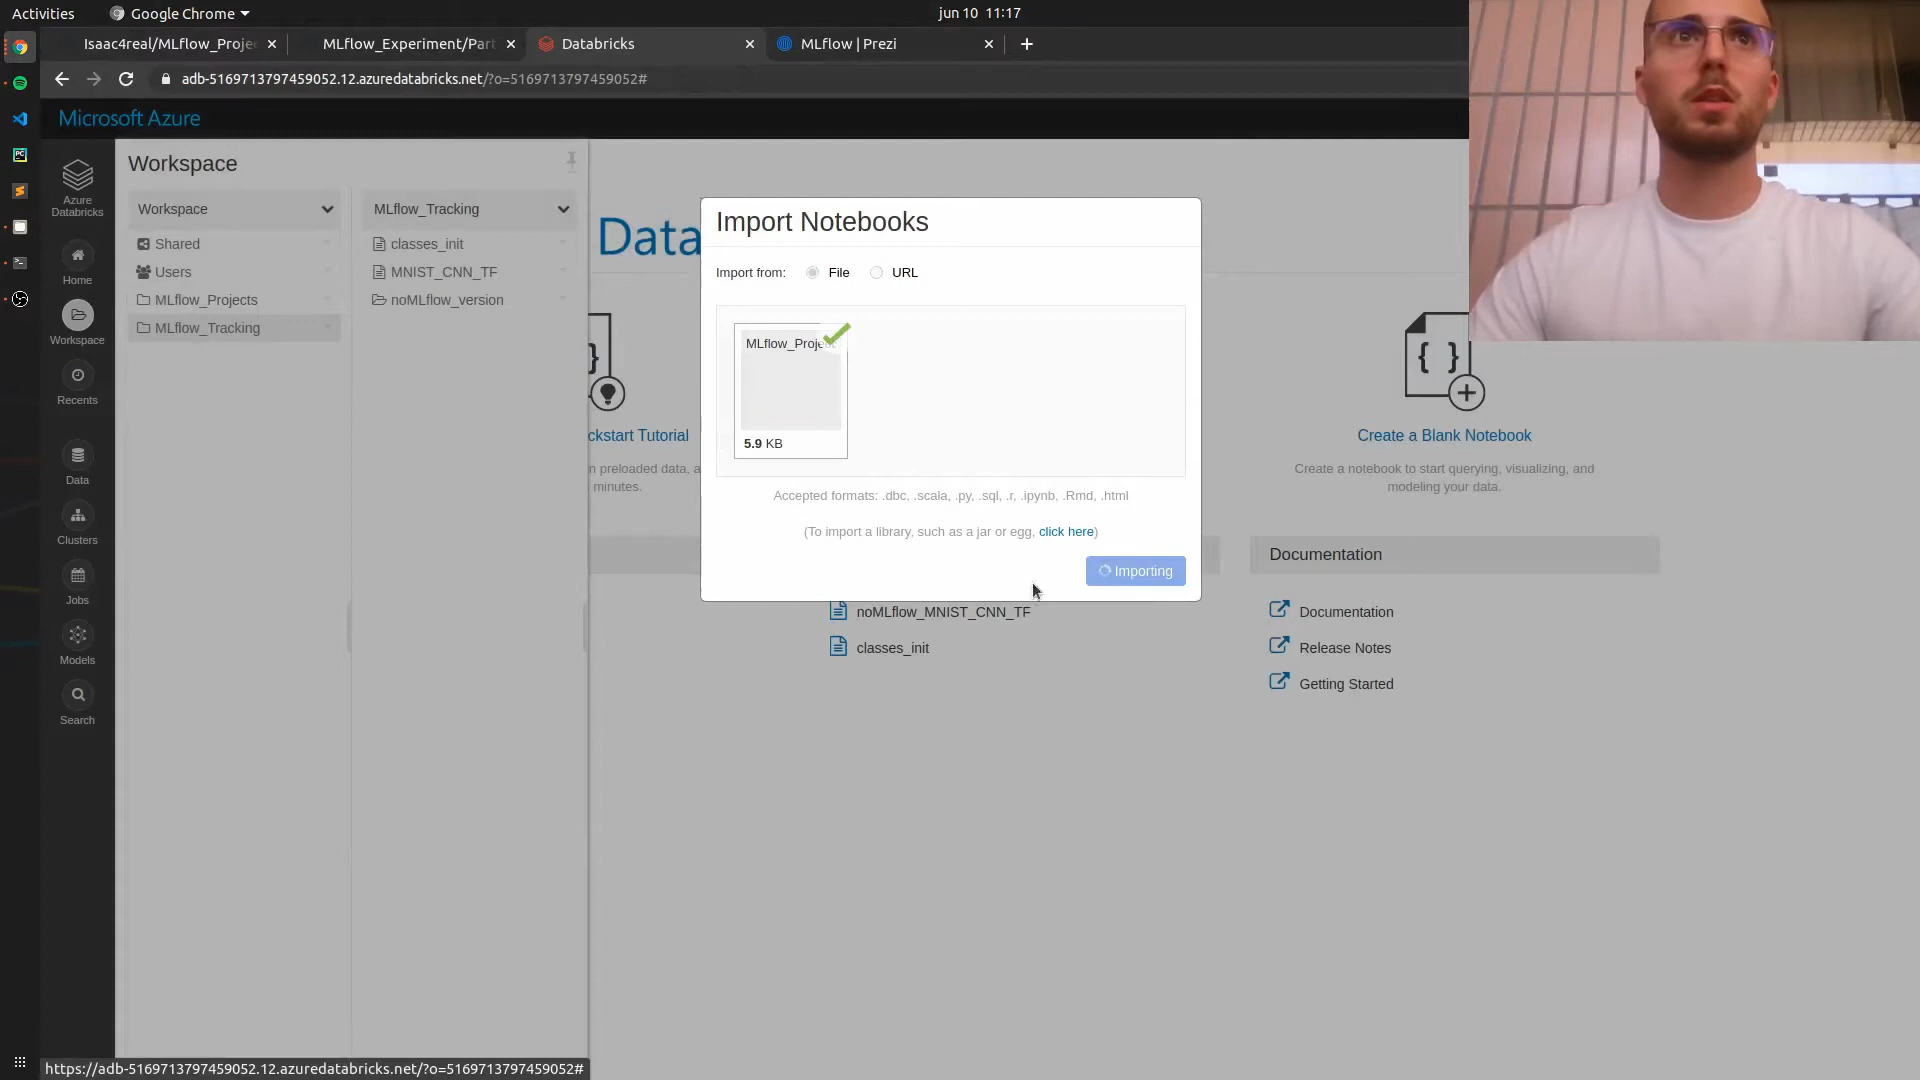 Activities
Google Chrome
jun 10 11:17
Isaac4real/MLflow_Proje
MLflow_Experiment/Part
Databricks
MLflow | Prezi
adb-5169713797459052.12.azuredatabricks.net/?o=5169713797459052#
Microsoft Azure
Azure Databricks
Home
Workspace
Recents
Data
Clusters
Jobs
Models
Search
Workspace
Workspace
Shared
Users
MLflow_Projects
MLflow_Tracking
MLflow_Tracking
classes_init
MNIST_CNN_TF
noMLflow_version
Data
Import Notebooks
Import from:
File
URL
MLflow_Projec
5.9 KB
Accepted formats: .dbc, .scala, .py, .sql, .r, .ipynb, .Rmd, .html
(To import a library, such as a jar or egg, click here)
Importing
ckstart Tutorial
n preloaded data, a
minutes.
Create a Blank Notebook
Create a notebook to start querying, visualizing, and
modeling your data.
noMLflow_MNIST_CNN_TF
classes_init
Documentation
Documentation
Release Notes
Getting Started
https://adb-5169713797459052.12.azuredatabricks.net/?o=5169713797459052#